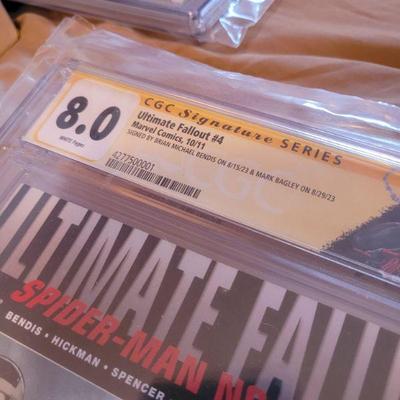 CGC Signature SERIES
8.0
WHITE Pages
Ultimate Fallout #4
Marvel Comics, 10/11
SIGNED BY BRIAN MICHAEL BENDIS ON 8/15/23 & MARK BAGLEY ON 8/29/23
4277500001
CGC
ULTIMATE FALL
SPIDER-MAN NO
BENDIS • HICKMAN • SPENCER